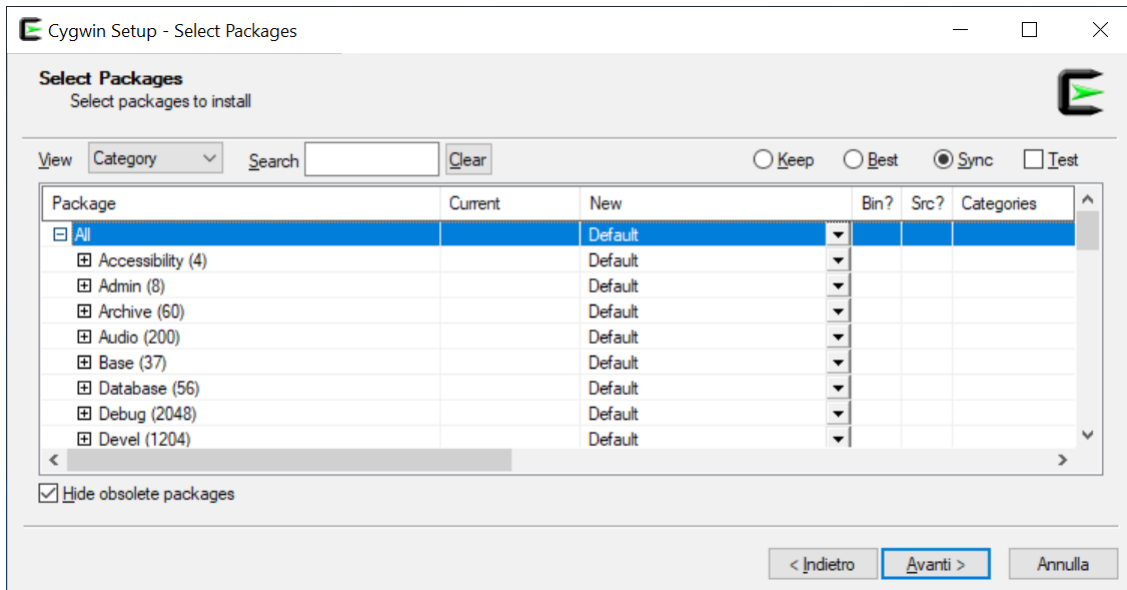 Cygwin Setup - Select Packages
Select Packages
Select packages to install
View Category Search Clear Keep Best Sync Test
Package Current New Bin? Src? Categories
All Default
Accessibility (4) Default
Admin (8) Default
Archive (60) Default
Audio (200) Default
Base (37) Default
Database (56) Default
Debug (2048) Default
Devel (1204) Default
Hide obsolete packages
< Indietro Avanti > Annulla